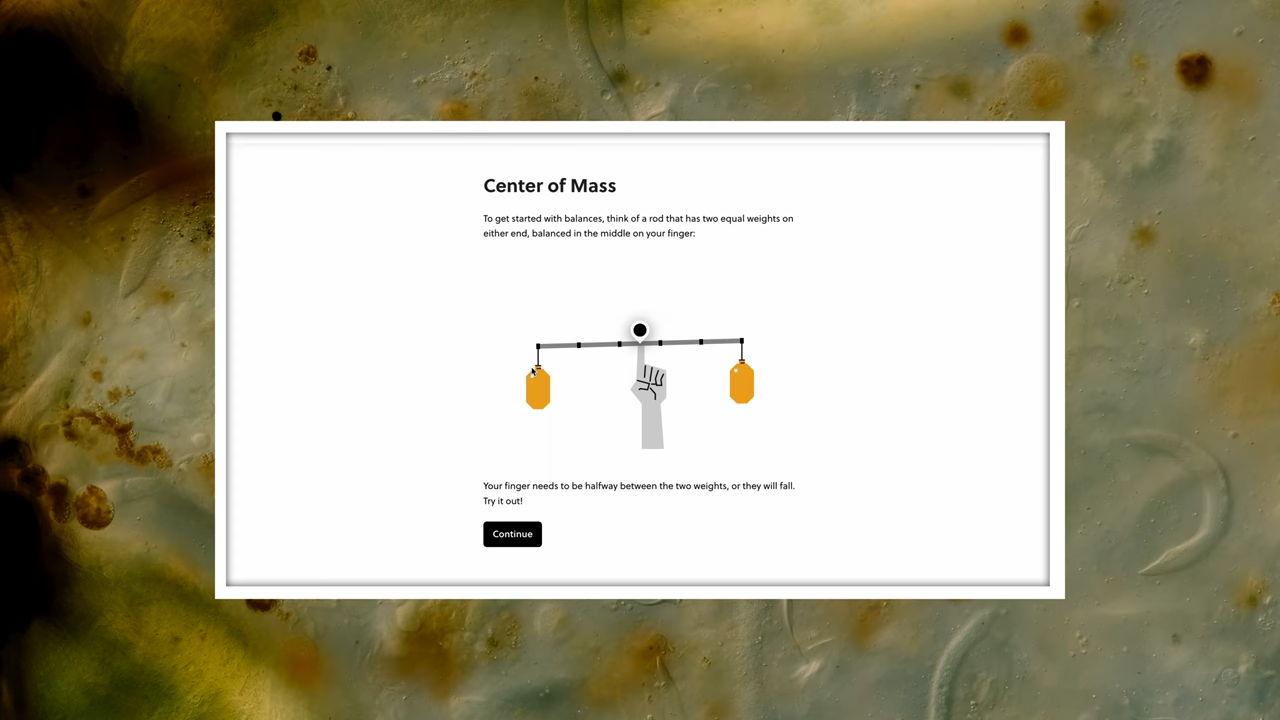 Center of Mass
To get started with balances, think of a rod that has two equal weights on
either end, balanced in the middle on your finger:
Your finger needs to be halfway between the two weights, or they will fall.
Try it out!
Continue